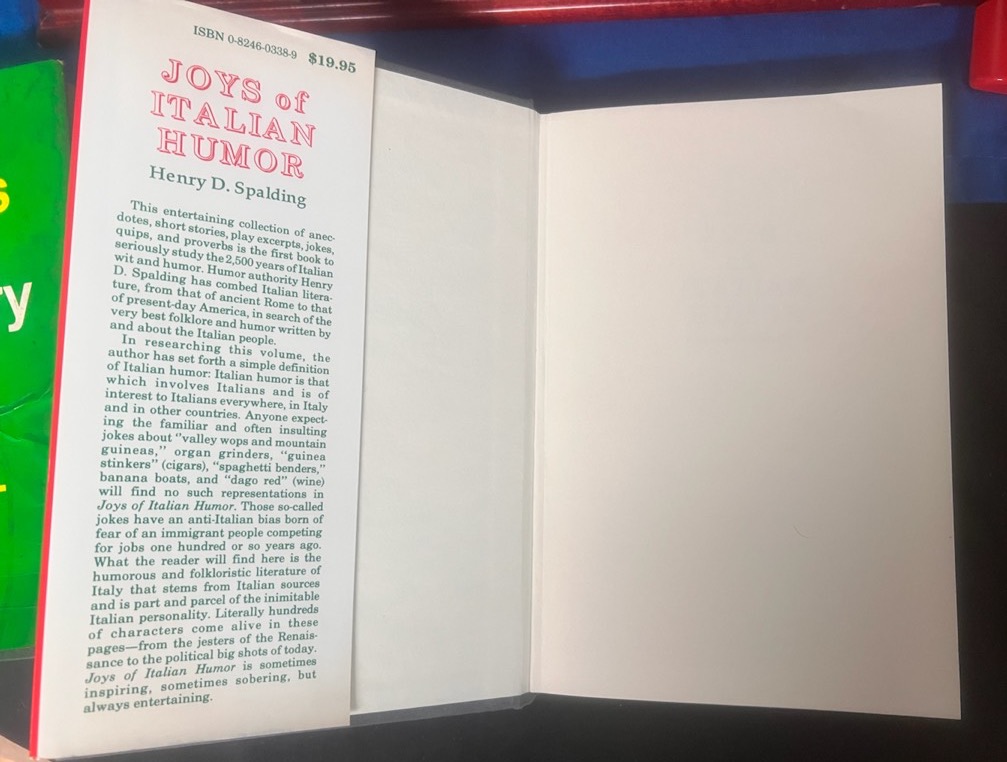 ISBN 0-8246-0338-9 $19.95
JOYS of
ITALIAN
HUMOR
Henry D. Spalding
This entertaining collection of anec-
dotes, short stories, play excerpts, jokes,
quips, and proverbs is the first book to
seriously study the 2,500 years of Italian
wit and humor. Humor authority Henry
D. Spalding has combed Italian litera-
ture, from that of ancient Rome to that
of present-day America, in search of the
very best folklore and humor written by
and about the Italian people.
In researching this volume, the
author has set forth a simple definition
of Italian humor: Italian humor is that
which involves Italians and is of
interest to Italians everywhere, in Italy
and in other countries. Anyone expect-
ing the familiar and often insulting
jokes about "valley wops and mountain
guineas," organ grinders, "guinea
stinkers" (cigars), "spaghetti benders,"
banana boats, and "dago red" (wine)
will find no such representations in
Joys of Italian Humor. Those so-called
jokes have an anti-Italian bias born of
fear of an immigrant people competing
for jobs one hundred or so years ago.
What the reader will find here is the
humorous and folkloristic literature of
Italy that stems from Italian sources
and is part and parcel of the inimitable
Italian personality. Literally hundreds
of characters come alive in these
pages—from the jesters of the Renais-
sance to the political big shots of today.
Joys of Italian Humor is sometimes
inspiring, sometimes sobering, but
always entertaining.